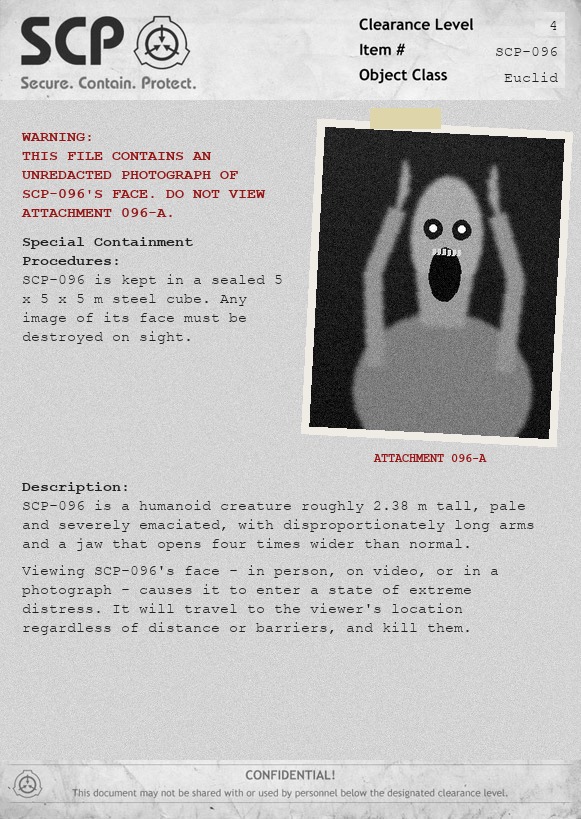 SCP
Secure. Contain. Protect.
Clearance Level 4
Item # SCP-096
Object Class Euclid
WARNING:
THIS FILE CONTAINS AN
UNREDACTED PHOTOGRAPH OF
SCP-096'S FACE. DO NOT VIEW
ATTACHMENT 096-A.
Special Containment
Procedures:
SCP-096 is kept in a sealed 5
x 5 x 5 m steel cube. Any
image of its face must be
destroyed on sight.
ATTACHMENT 096-A
Description:
SCP-096 is a humanoid creature roughly 2.38 m tall, pale
and severely emaciated, with disproportionately long arms
and a jaw that opens four times wider than normal.
Viewing SCP-096's face - in person, on video, or in a
photograph - causes it to enter a state of extreme
distress. It will travel to the viewer's location
regardless of distance or barriers, and kill them.
CONFIDENTIAL!
This document may not be shared with or used by personnel below the designated clearance level.